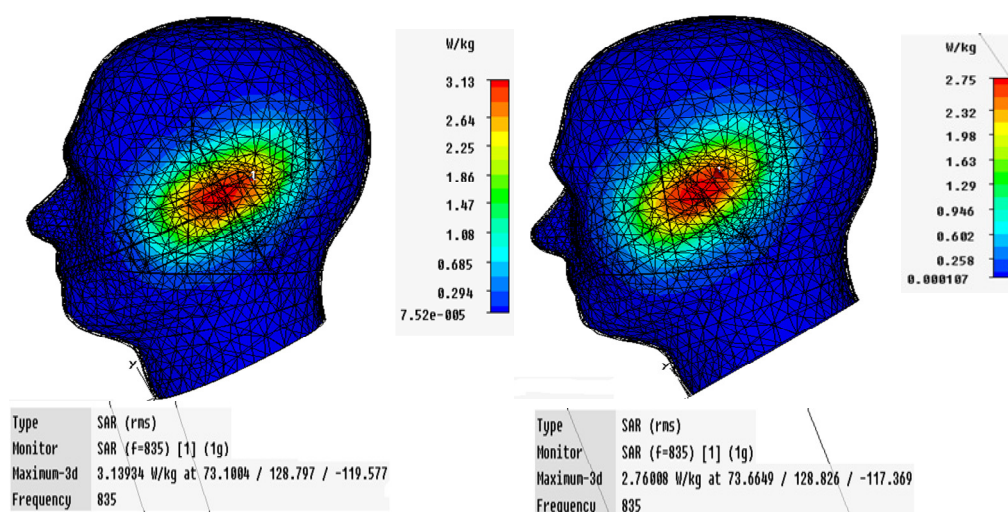 W/kg
3.13
2.64
2.25
1.86
1.47
1.08
0.685
0.294
7.52e-005
Y
Type SAR (rms)
Monitor SAR (f=835) [1] (1g)
Maximum-3d 3.13934 W/kg at 73.1004 / 128.797 / -119.577
Frequency 835
W/kg
2.75
2.32
1.98
1.63
1.29
0.946
0.602
0.258
0.000107
Y
Type SAR (rms)
Monitor SAR (f=835) [1] (1g)
Maximum-3d 2.76008 W/kg at 73.6649 / 128.826 / -117.369
Frequency 835